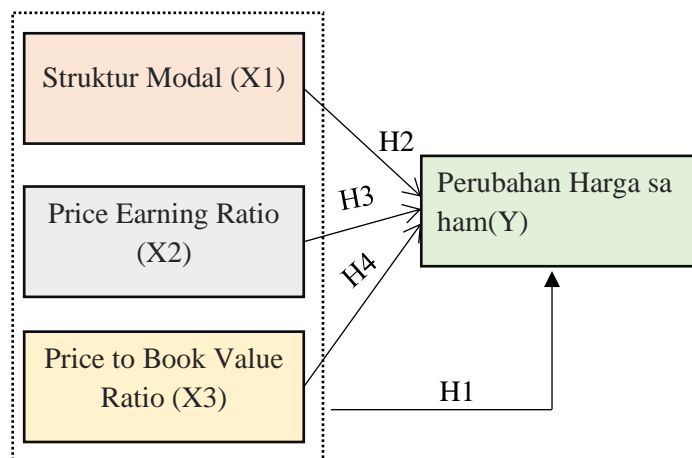 Struktur Modal (X1)
H2
Price Earning Ratio
(X2)
H3
Perubahan Harga sa
ham(Y)
H4
Price to Book Value
Ratio (X3)
H1